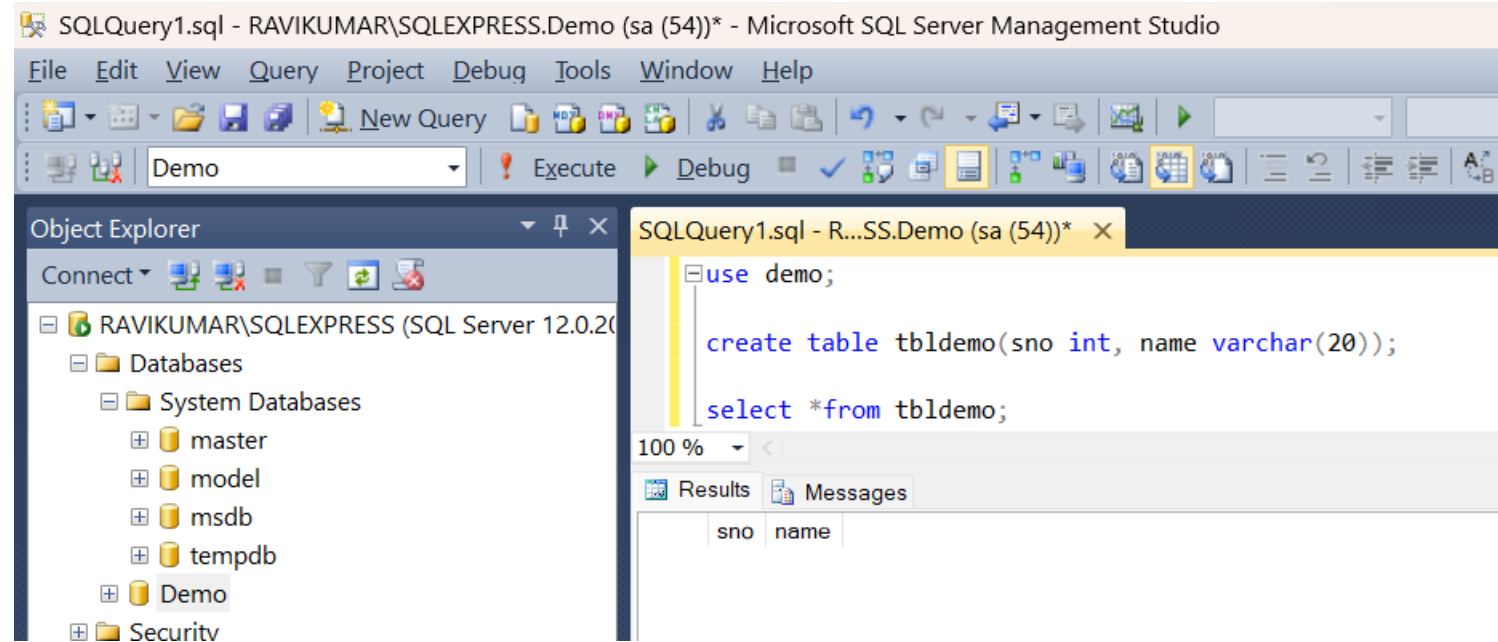 SQLQuery1.sql - RAVIKUMAR\SQLEXPRESS.Demo (sa (54))* - Microsoft SQL Server Management Studio
File Edit View Query Project Debug Tools Window Help
New Query
Demo Execute Debug
Object Explorer
Connect
RAVIKUMAR\SQLEXPRESS (SQL Server 12.0.20
Databases
System Databases
master
model
msdb
tempdb
Demo
Security
SQLQuery1.sql - R...SS.Demo (sa (54))*
use demo;
create table tbldemo(sno int, name varchar(20));
select *from tbldemo;
100 %
Results Messages
sno name